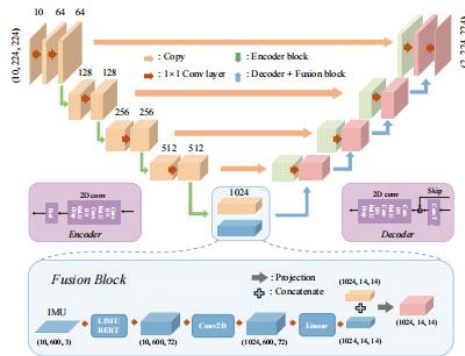 10 64 64
(10, 224, 224)
(2, 224, 224)
: Copy
: Encoder block
: 1×1 Conv layer
: Decoder + Fusion block
128 128
256 256
512 512
1024
2D conv
Encoder
2D conv
Skip
Decoder
Fusion Block
: Projection
: Concatenate
IMU
LIMU
BERT
Conv2D
Linear
(1024, 14, 14)
(1024, 14, 14)
(10, 600, 3)
(10, 600, 72)
(1024, 600, 72)
(1024, 14, 14)